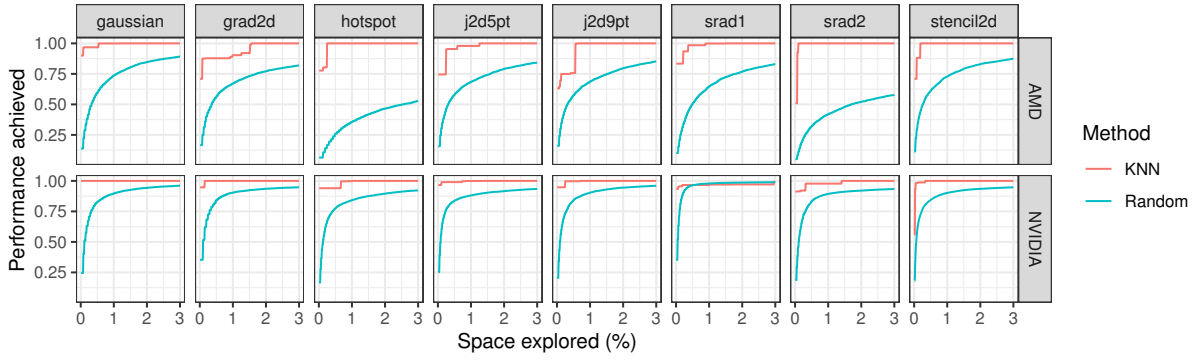 gaussian grad2d hotspot j2d5pt j2d9pt srad1 srad2 stencil2d
Performance achieved
1.00
0.75
0.50
0.25
AMD
1.00
0.75
0.50
0.25
NVIDIA
0 1 2 3 0 1 2 3 0 1 2 3 0 1 2 3 0 1 2 3 0 1 2 3 0 1 2 3 0 1 2 3
Space explored (%)
Method
KNN
Random